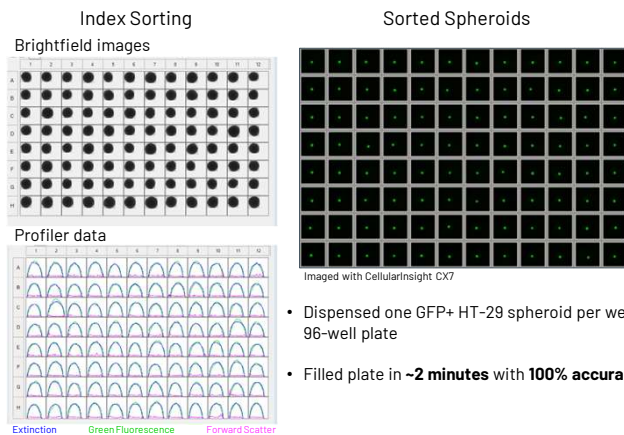 Index Sorting
Sorted Spheroids
Brightfield images
1 2 3 4 5 6 7 8 9 10 11 12
A
B
C
D
E
F
G
H
Profiler data
1 2 3 4 5 6 7 8 9 10 11 12
A
B
C
D
E
F
G
H
Extinction Green Fluorescence Forward Scatter
Imaged with CellularInsight CX7
• Dispensed one GFP+ HT-29 spheroid per we
96-well plate
• Filled plate in ~2 minutes with 100% accura